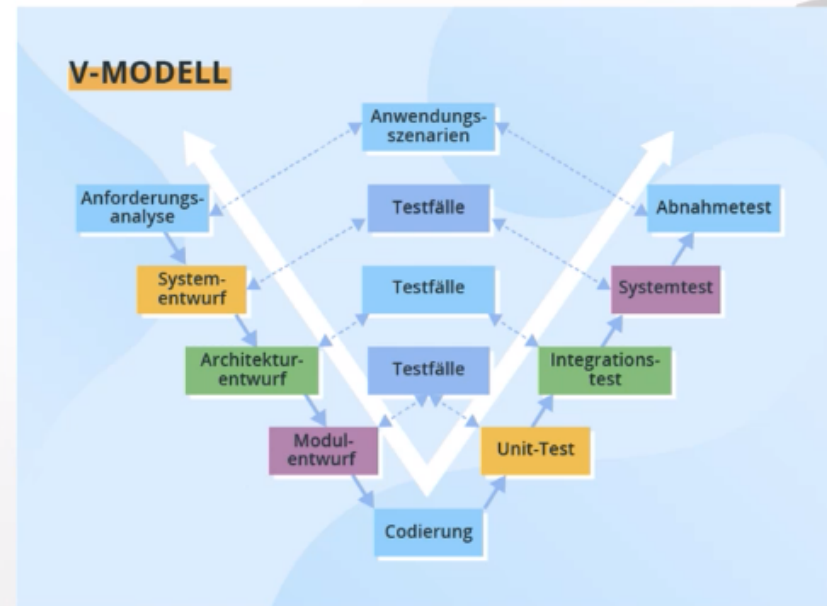 V-MODELL
Anwendungs-
szenarien
Anforderungs-
analyse
Testfälle
Abnahmetest
System-
entwurf
Testfälle
Systemtest
Architektur-
entwurf
Testfälle
Integrations-
test
Modul-
entwurf
Unit-Test
Codierung